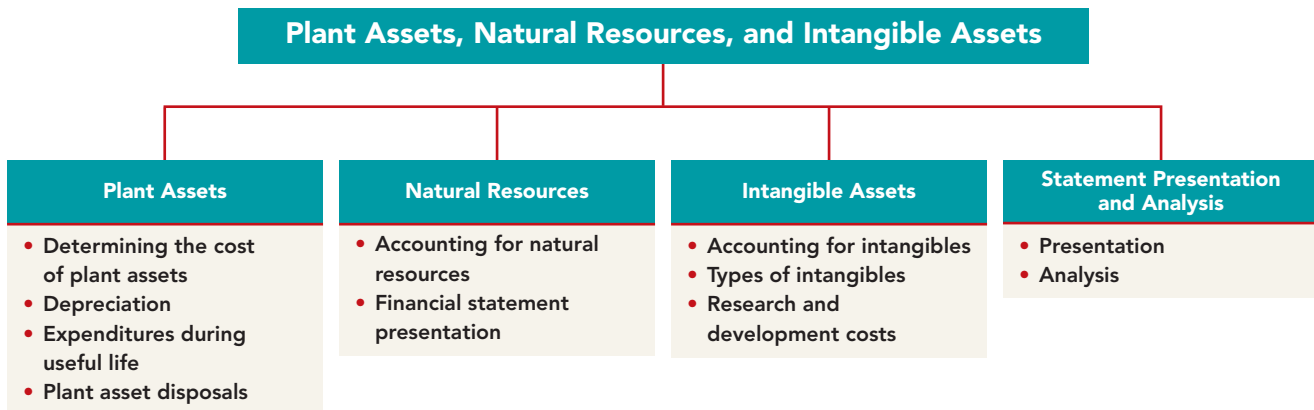 Plant Assets, Natural Resources, and Intangible Assets
Plant Assets
• Determining the cost
of plant assets
• Depreciation
• Expenditures during
useful life
• Plant asset disposals
Natural Resources
• Accounting for natural
resources
• Financial statement
presentation
Intangible Assets
• Accounting for intangibles
• Types of intangibles
• Research and
development costs
Statement Presentation
and Analysis
• Presentation
• Analysis